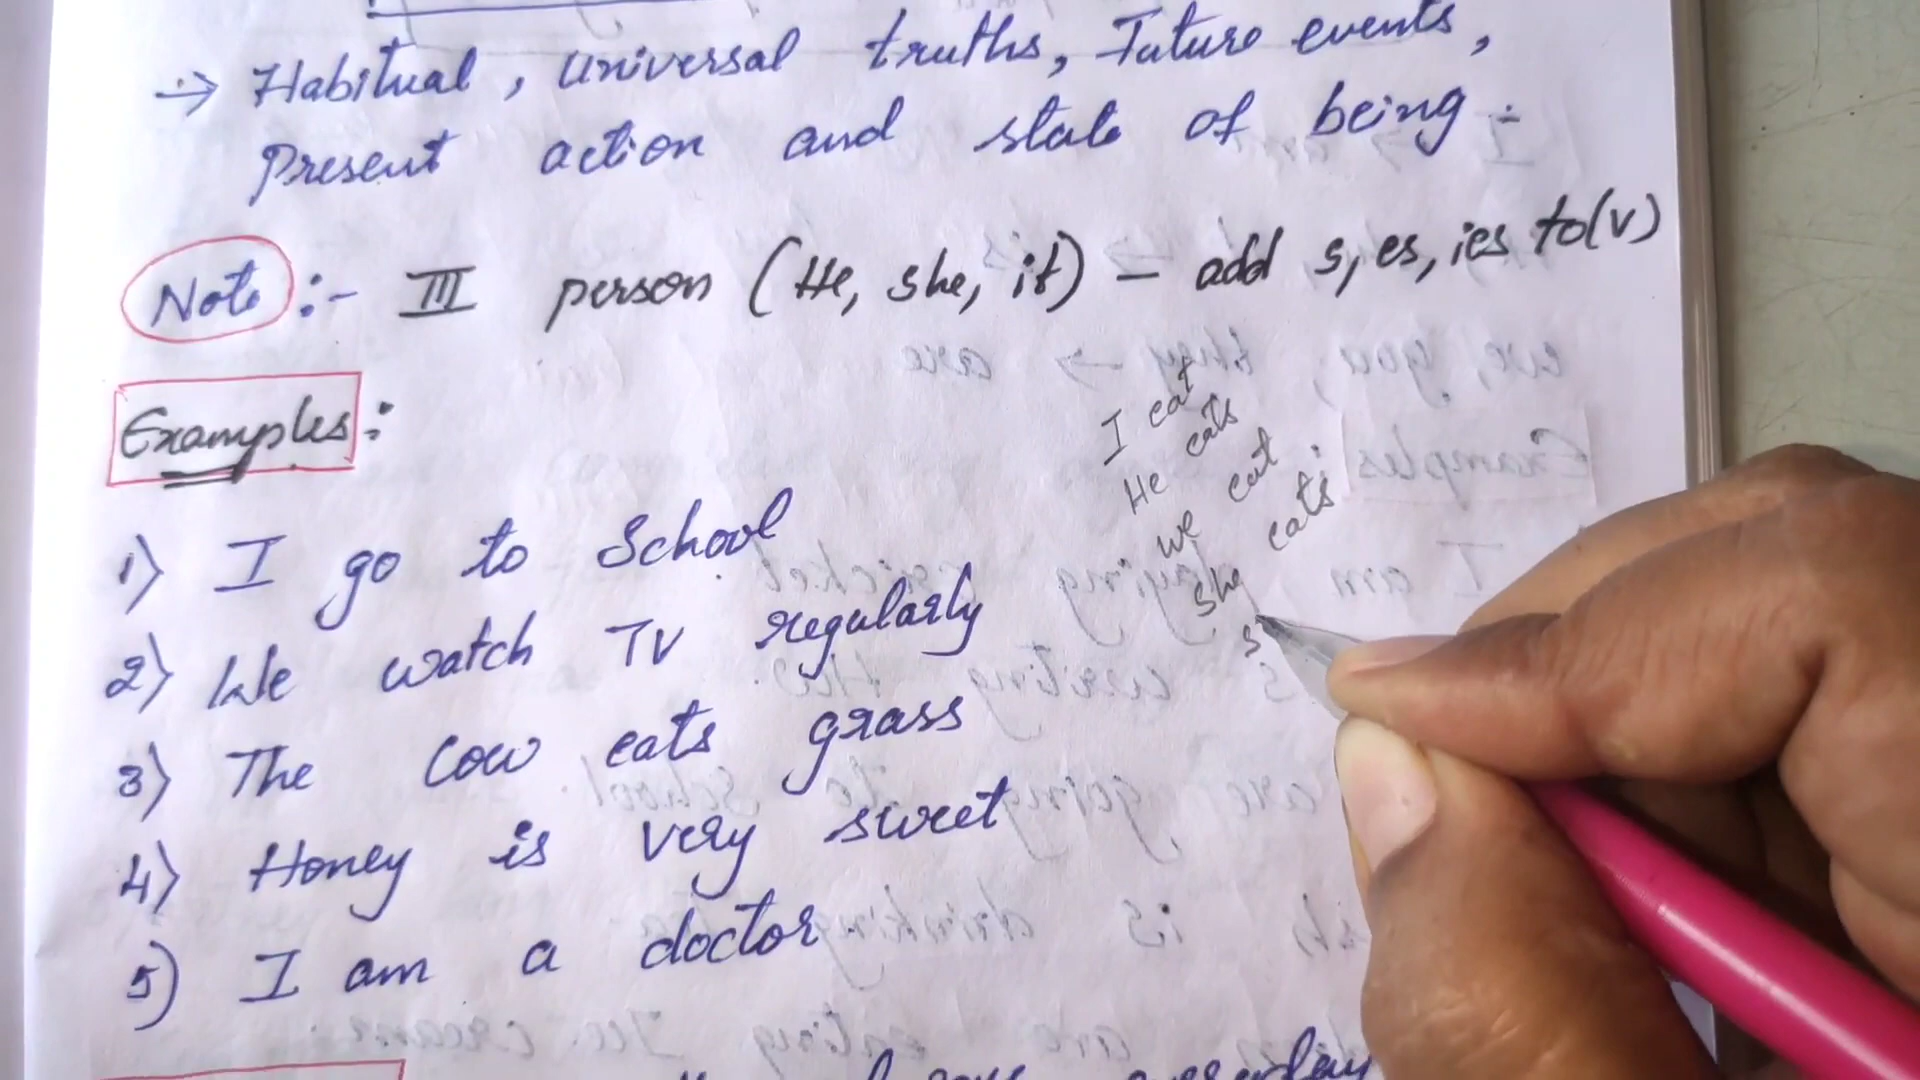 → Habitual, universal truths, Future events,
Present action and state of being :-
Note :- III person (He, she, it) – add s, es, ies to (v)
Examples :
I eat
He eats
we eat
she eats
s
1) I go to School
2) We watch TV regularly
3) The Cow eats grass
4) Honey is very sweet
5) I am a doctor
everyday